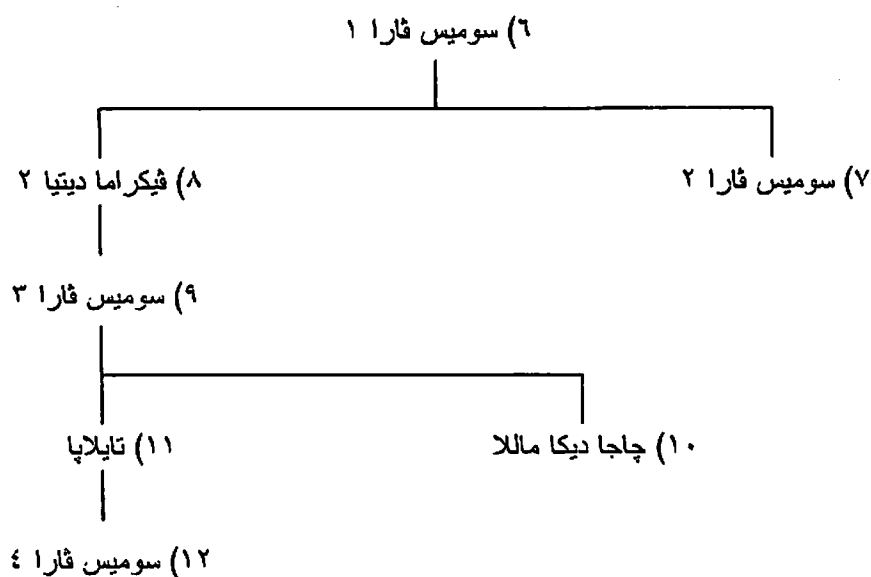 ٦) سوميس ڤارا ١
٧) سوميس ڤارا ٢
٨) ڤيكراما ديتيا ٢
٩) سوميس ڤارا ٣
١٠) چاجا ديكا ماللا
١١) تايلاپا
١٢) سوميس ڤارا ٤